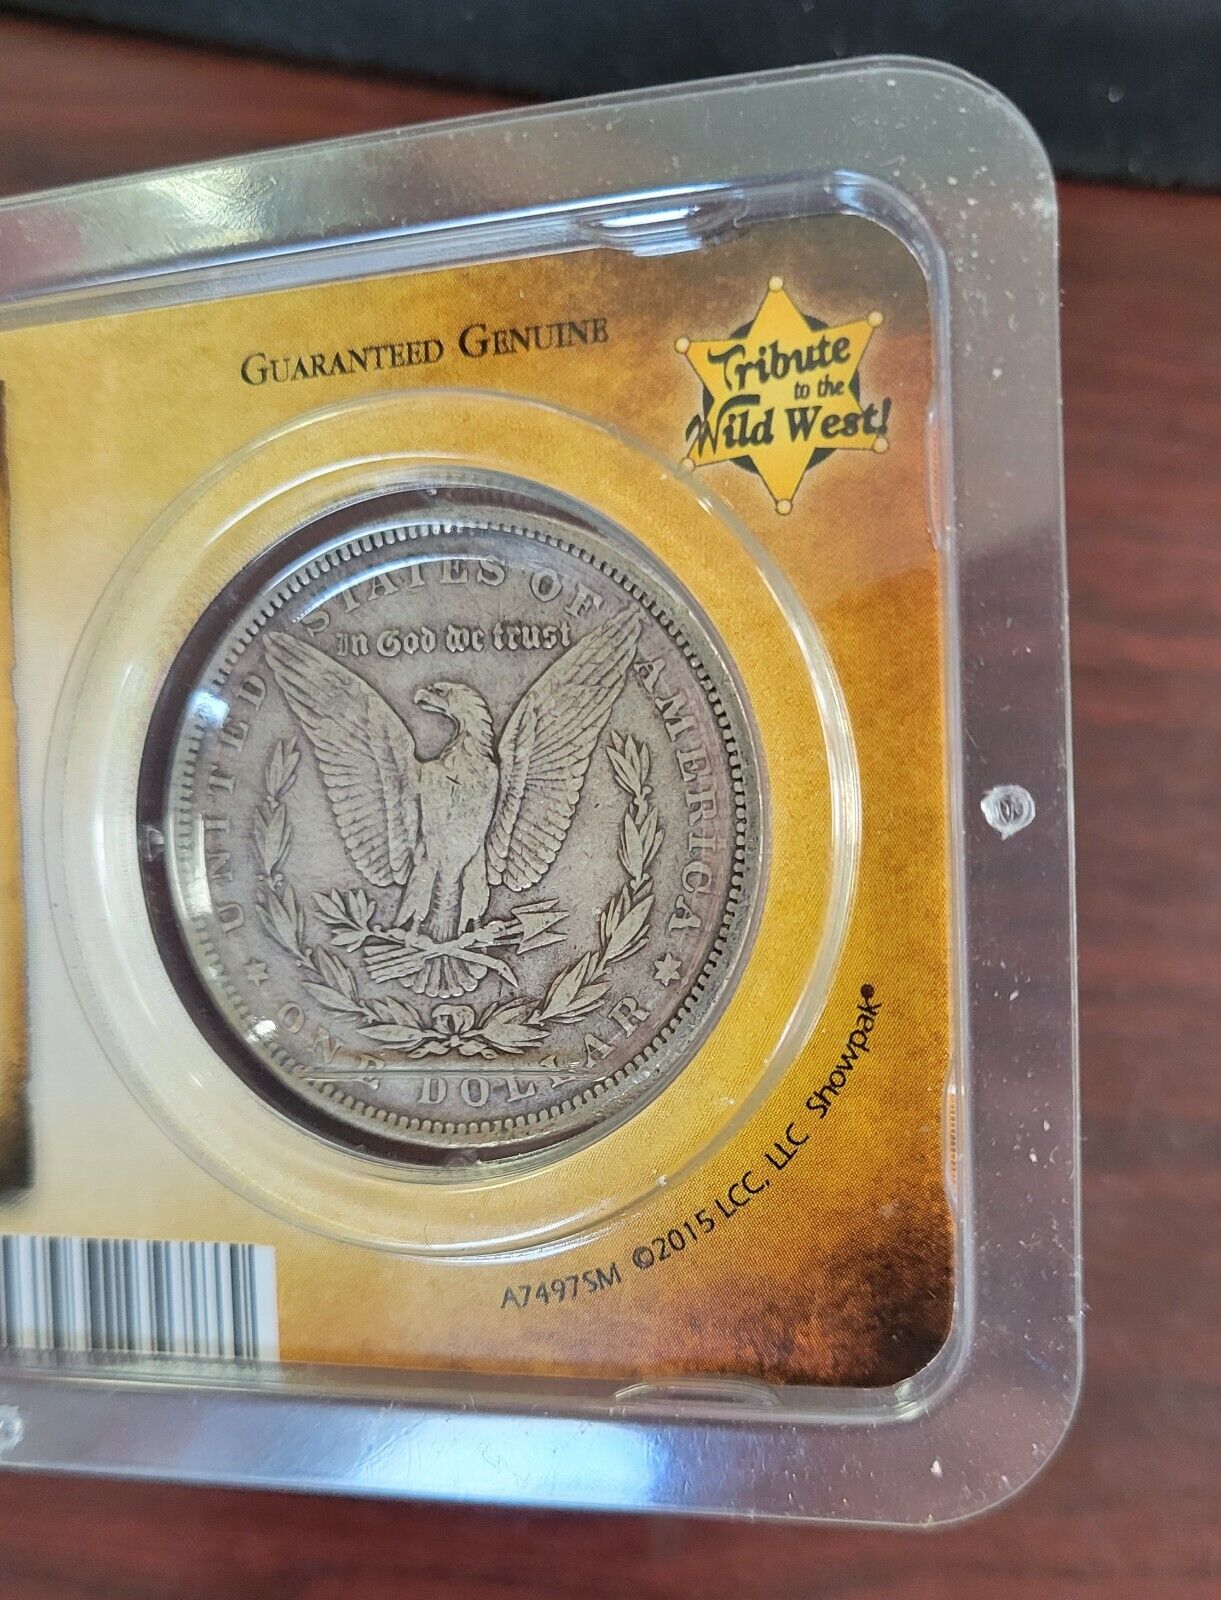 GUARANTEED GENUINE
Tribute
to the
Wild West!
UNITED STATES OF AMERICA
In God we trust
ONE DOLLAR
A7497SM ©2015 LCC, LLC Showpak®